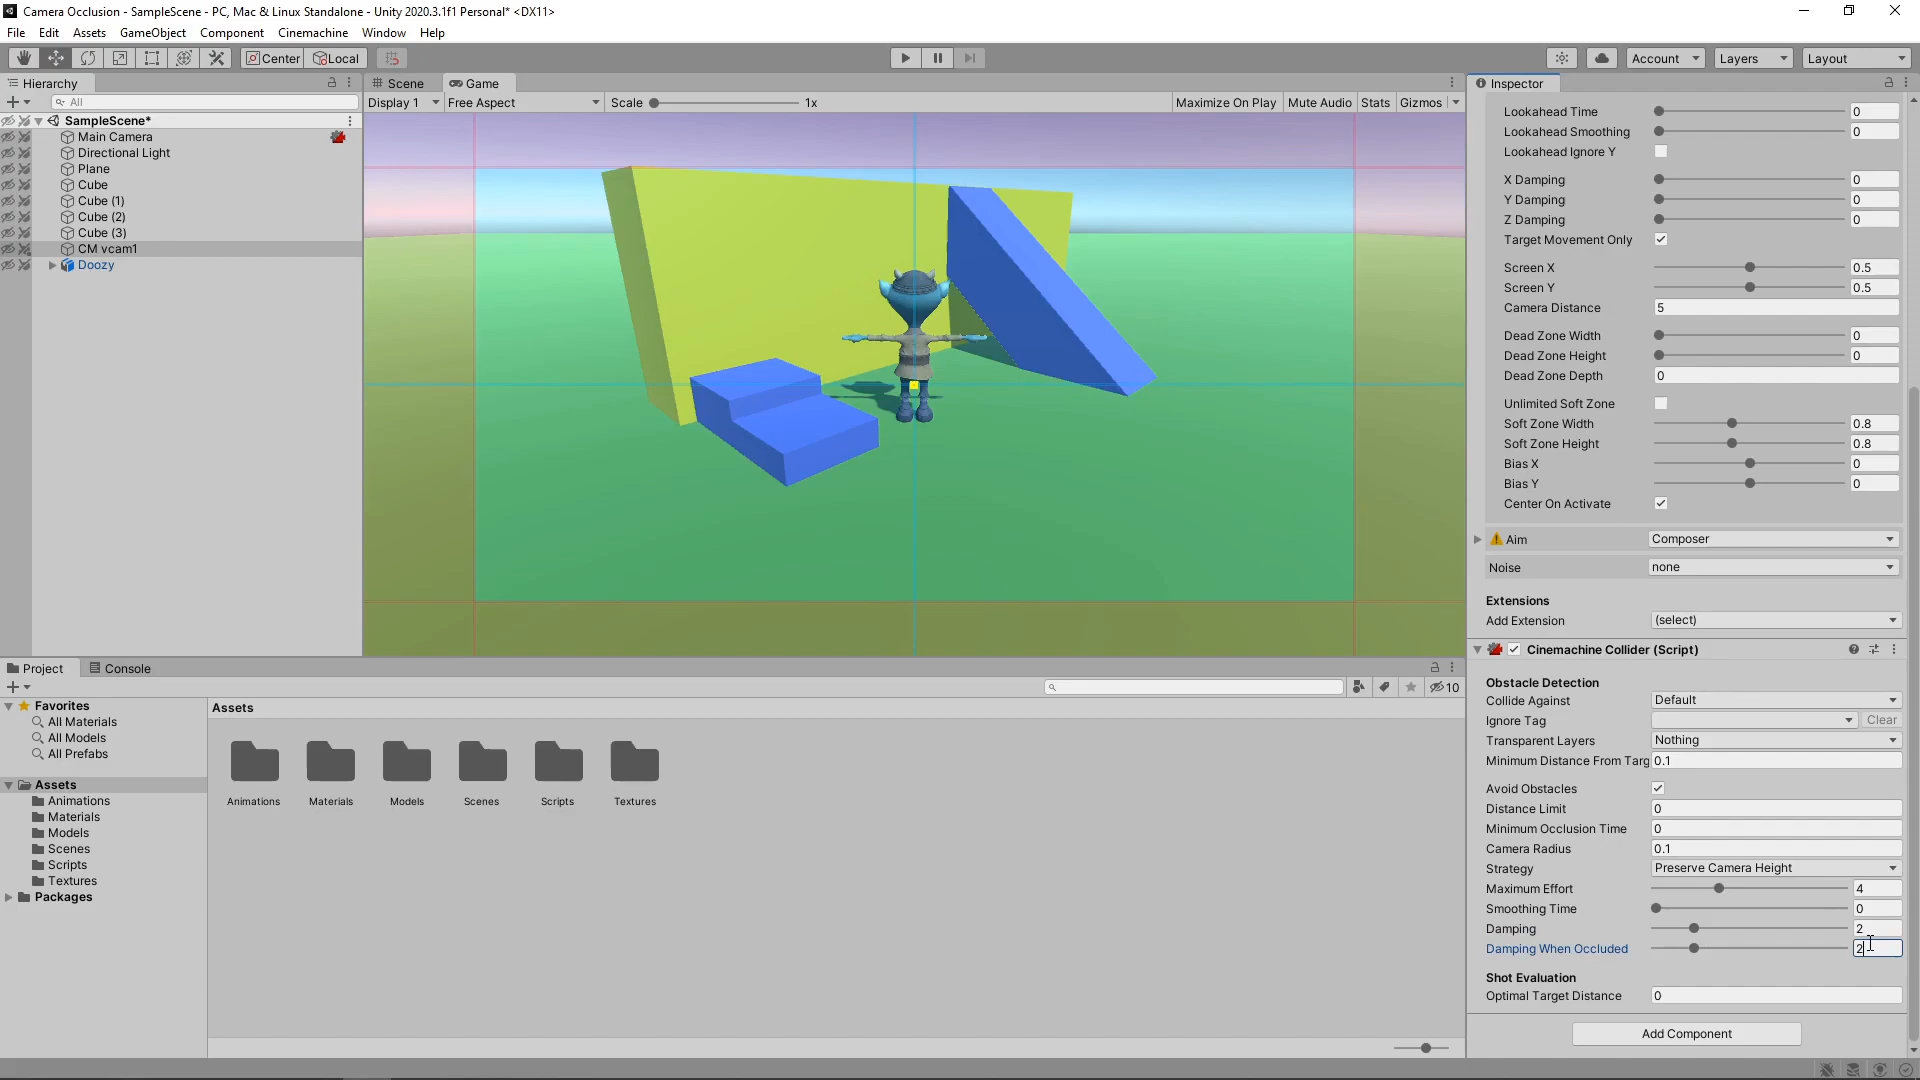 Camera Occlusion - SampleScene - PC, Mac & Linux Standalone - Unity 2020.3.1f1 Personal* <DX11>
File Edit Assets GameObject Component Cinemachine Window Help
Center Local Account Layers Layout
Hierarchy
All
SampleScene*
Main Camera
Directional Light
Plane
Cube
Cube (1)
Cube (2)
Cube (3)
CM vcam1
Doozy
Scene Game
Display 1 Free Aspect Scale 1x Maximize On Play Mute Audio Stats Gizmos
Project Console
10
Favorites
All Materials
All Models
All Prefabs
Assets
Animations
Materials
Models
Scenes
Scripts
Textures
Packages
Assets
Animations Materials Models Scenes Scripts Textures
Inspector
Lookahead Time 0
Lookahead Smoothing 0
Lookahead Ignore Y
X Damping 0
Y Damping 0
Z Damping 0
Target Movement Only
Screen X 0.5
Screen Y 0.5
Camera Distance 5
Dead Zone Width 0
Dead Zone Height 0
Dead Zone Depth 0
Unlimited Soft Zone
Soft Zone Width 0.8
Soft Zone Height 0.8
Bias X 0
Bias Y 0
Center On Activate
Aim Composer
Noise none
Extensions
Add Extension (select)
Cinemachine Collider (Script)
Obstacle Detection
Collide Against Default
Ignore Tag Clear
Transparent Layers Nothing
Minimum Distance From Targ 0.1
Avoid Obstacles
Distance Limit 0
Minimum Occlusion Time 0
Camera Radius 0.1
Strategy Preserve Camera Height
Maximum Effort 4
Smoothing Time 0
Damping 2
Damping When Occluded 2
Shot Evaluation
Optimal Target Distance 0
Add Component